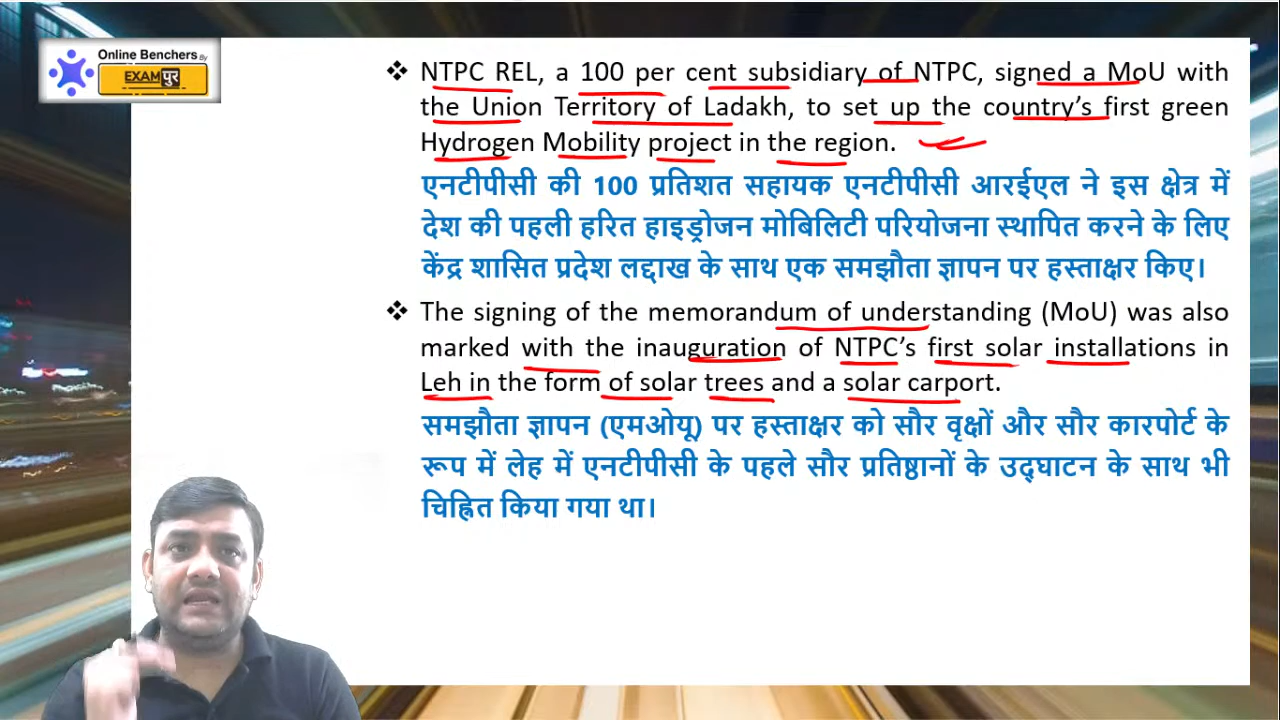 Online Benchers By
EXAMपुर
❖ NTPC REL, a 100 per cent subsidiary of NTPC, signed a MoU with
the Union Territory of Ladakh, to set up the country's first green
Hydrogen Mobility project in the region.
एनटीपीसी की 100 प्रतिशत सहायक एनटीपीसी आरईएल ने इस क्षेत्र में
देश की पहली हरित हाइड्रोजन मोबिलिटी परियोजना स्थापित करने के लिए
केंद्र शासित प्रदेश लद्दाख के साथ एक समझौता ज्ञापन पर हस्ताक्षर किए।
❖ The signing of the memorandum of understanding (MoU) was also
marked with the inauguration of NTPC's first solar installations in
Leh in the form of solar trees and a solar carport.
समझौता ज्ञापन (एमओयू) पर हस्ताक्षर को सौर वृक्षों और सौर कारपोर्ट के
रूप में लेह में एनटीपीसी के पहले सौर प्रतिष्ठानों के उद्घाटन के साथ भी
चिह्नित किया गया था।